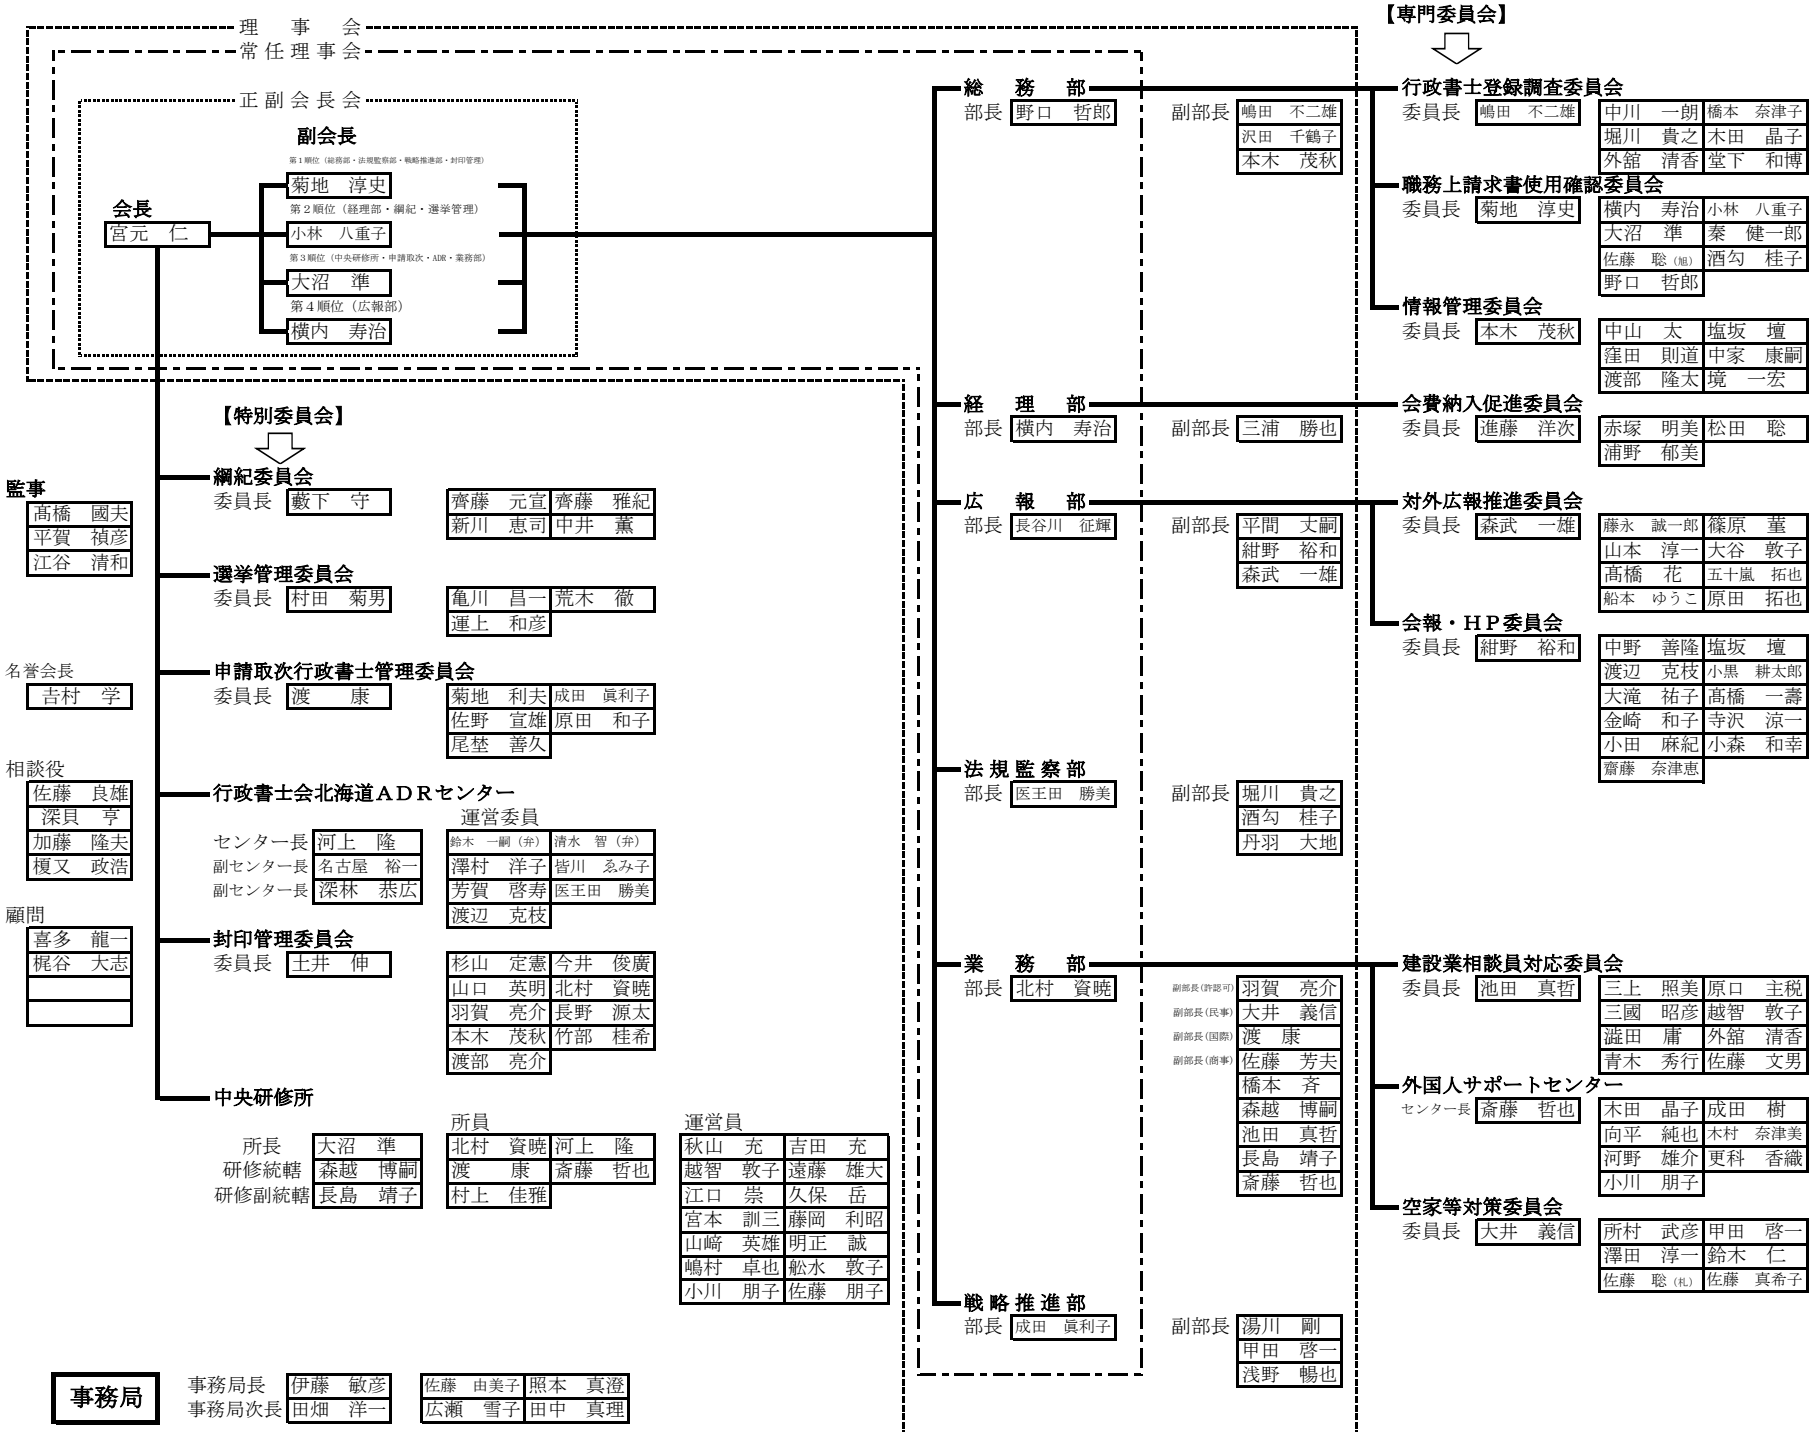 理　事　会
常任理事会
正副会長会
副会長
第１順位（総務部・法規監察部・戦略推進部・封印管理）
菊地　淳史
第２順位（経理部・綱紀・選挙管理）
小林　八重子
第３順位（中央研修所・申請取次・ADR・業務部）
大沼　準
第４順位（広報部）
横内　寿治
会長
宮元　仁
【特別委員会】
綱紀委員会
委員長 藪下　守 齊藤　元宣 齊藤　雅紀
新川　恵司 中井　薫
選挙管理委員会
委員長 村田　菊男 亀川　昌一 荒木　徹
運上　和彦
申請取次行政書士管理委員会
委員長 渡　康 菊地　利夫 成田　眞利子
佐野　宣雄 原田　和子
尾埜　善久
行政書士会北海道ＡＤＲセンター
運営委員
センター長 河上　隆 鈴木　一嗣（弁） 清水　智（弁）
副センター長 名古屋　裕一 澤村　洋子 皆川　ゑみ子
副センター長 深林　恭広 芳賀　啓寿 医王田　勝美
渡辺　克枝
封印管理委員会
委員長 土井　伸 杉山　定憲 今井　俊廣
山口　英明 北村　資暁
羽賀　亮介 長野　源太
本木　茂秋 竹部　桂希
渡部　亮介
中央研修所
所員 運営員
所長 大沼　準 北村　資暁 河上　隆 秋山　充 吉田　充
研修統轄 森越　博嗣 渡　康 斎藤　哲也 越智　敦子 遠藤　雄大
研修副統轄 長島　靖子 村上　佳雅 江口　崇 久保　岳
宮本　訓三 藤岡　利昭
山﨑　英雄 明正　誠
嶋村　卓也 舩水　敦子
小川　朋子 佐藤　朋子
監事
髙橋　國夫
平賀　禎彦
江谷　清和
名誉会長
𠮷村　学
相談役
佐藤　良雄
深貝　亨
加藤　隆夫
榎又　政浩
顧問
喜多　龍一
梶谷　大志
事務局
事務局長 伊藤　敏彦 佐藤　由美子 照本　真澄
事務局次長 田畑　洋一 広瀬　雪子 田中　真理
総　務　部
部長 野口　哲郎 副部長 嶋田　不二雄
沢田　千鶴子
本木　茂秋
経　理　部
部長 横内　寿治 副部長 三浦　勝也
広　報　部
部長 長谷川　征輝 副部長 平間　丈嗣
紺野　裕和
森武　一雄
法規監察部
部長 医王田　勝美 副部長 堀川　貴之
酒勾　桂子
丹羽　大地
業　務　部
部長 北村　資暁 副部長(許認可) 羽賀　亮介
副部長(民事) 大井　義信
副部長(国際) 渡　康
副部長(商事) 佐藤　芳夫
橋本　斉
森越　博嗣
池田　真哲
長島　靖子
斎藤　哲也
戦略推進部
部長 成田　眞利子 副部長 湯川　剛
甲田　啓一
浅野　暢也
【専門委員会】
行政書士登録調査委員会
委員長 嶋田　不二雄 中川　一朗 橋本　奈津子
堀川　貴之 木田　晶子
外舘　清香 堂下　和博
職務上請求書使用確認委員会
委員長 菊地　淳史 横内　寿治 小林　八重子
大沼　準 秦　健一郎
佐藤　聡（旭） 酒勾　桂子
野口　哲郎
情報管理委員会
委員長 本木　茂秋 中山　太 塩坂　壇
窪田　則道 中家　康嗣
渡部　隆太 境　一宏
会費納入促進委員会
委員長 進藤　洋次 赤塚　明美 松田　聡
浦野　郁美
対外広報推進委員会
委員長 森武　一雄 藤永　誠一郎 篠原　菫
山本　淳一 大谷　敦子
髙橋　花 五十嵐　拓也
船本　ゆうこ 原田　拓也
会報・ＨＰ委員会
委員長 紺野　裕和 中野　善隆 塩坂　壇
渡辺　克枝 小黒　耕太郎
大滝　祐子 髙橋　一壽
金崎　和子 寺沢　涼一
小田　麻紀 小森　和幸
齋藤　奈津恵
建設業相談員対応委員会
委員長 池田　真哲 三上　照美 原口　主税
三國　昭彦 越智　敦子
澁田　庸 外舘　清香
青木　秀行 佐藤　文男
外国人サポートセンター
センター長 斎藤　哲也 木田　晶子 成田　樹
向平　純也 木村　奈津美
河野　雄介 更科　香織
小川　朋子
空家等対策委員会
委員長 大井　義信 所村　武彦 甲田　啓一
澤田　淳一 鈴木　仁
佐藤　聡（札） 佐藤　真希子